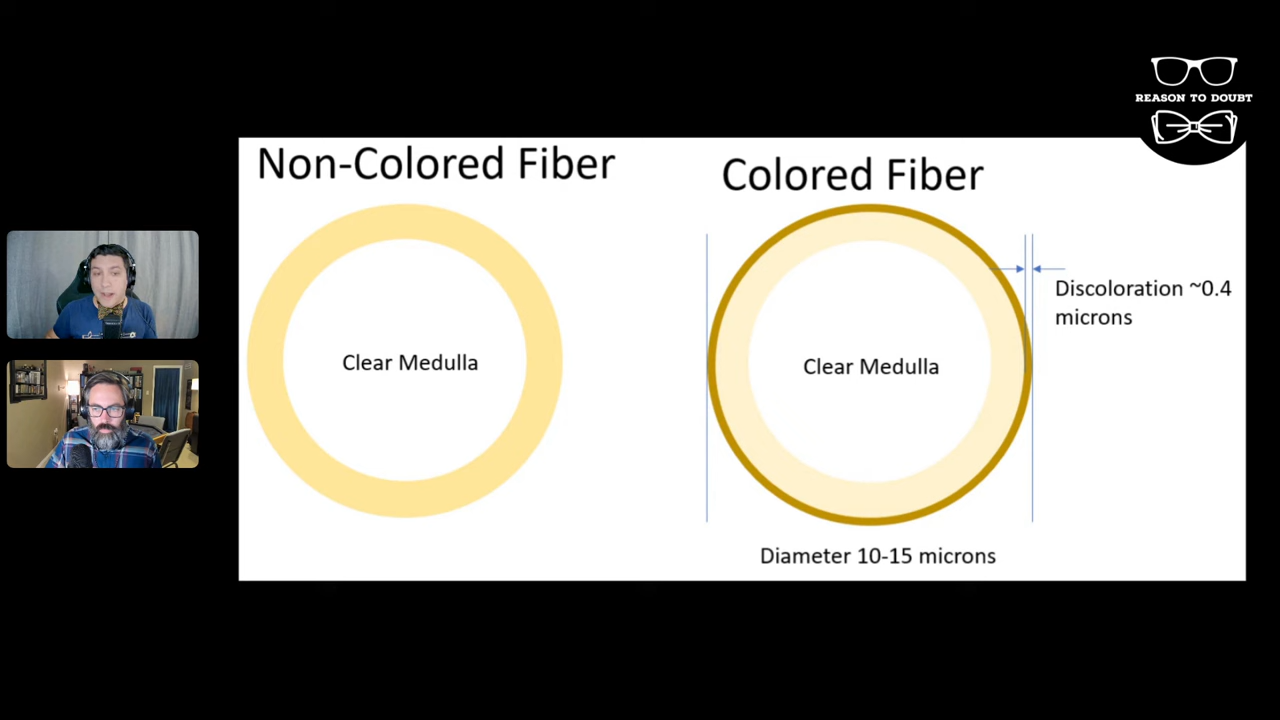 REASON TO DOUBT
Non-Colored Fiber
Colored Fiber
Clear Medulla
Clear Medulla
Discoloration ~0.4
microns
Diameter 10-15 microns